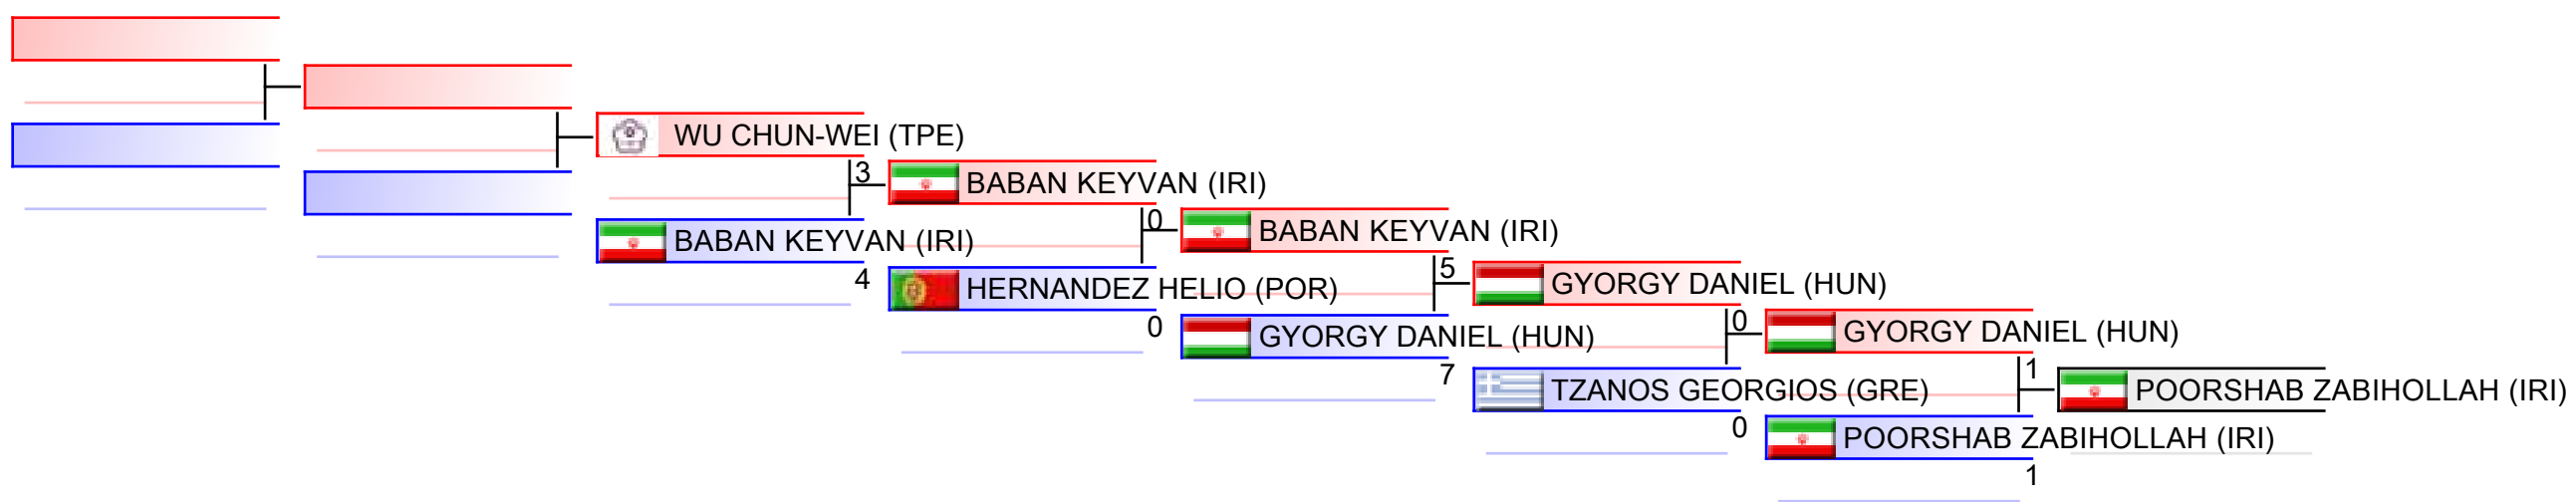 WU CHUN-WEI (TPE)
3
BABAN KEYVAN (IRI)
4
BABAN KEYVAN (IRI)
0
HERNANDEZ HELIO (POR)
0
BABAN KEYVAN (IRI)
5
GYORGY DANIEL (HUN)
7
GYORGY DANIEL (HUN)
0
TZANOS GEORGIOS (GRE)
0
GYORGY DANIEL (HUN)
1
POORSHAB ZABIHOLLAH (IRI)
1
POORSHAB ZABIHOLLAH (IRI)